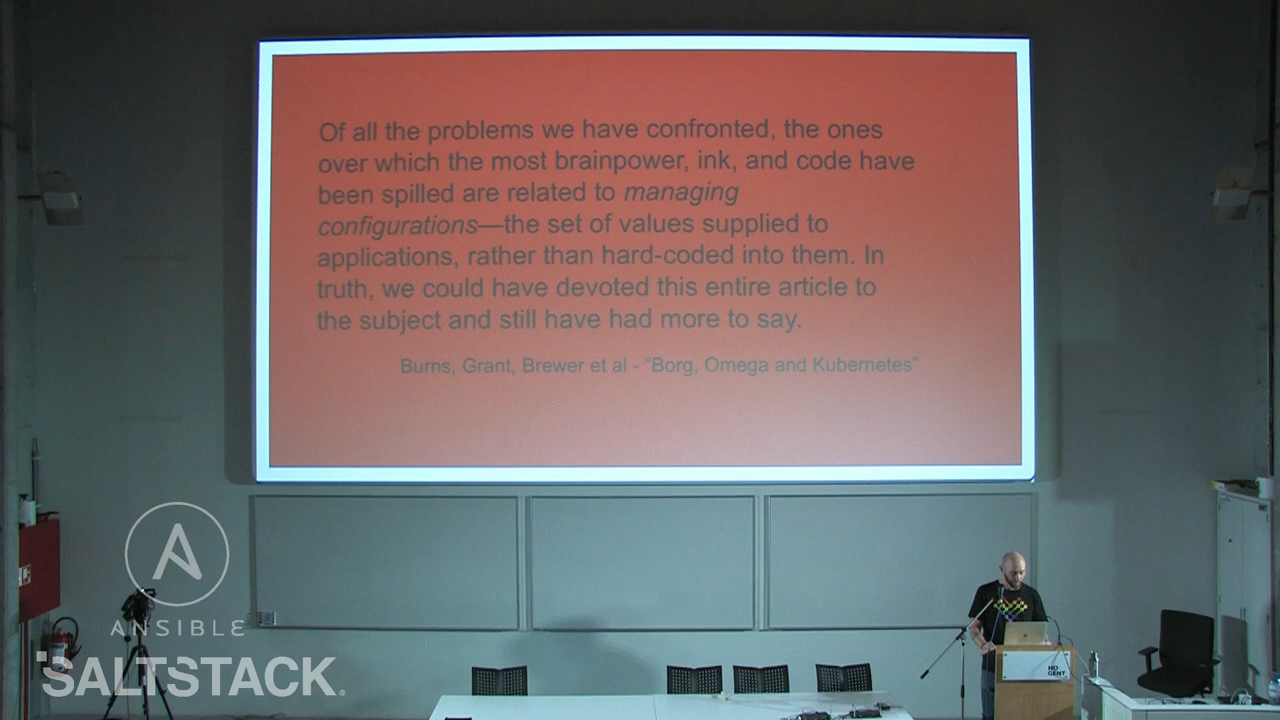 Of all the problems we have confronted, the ones
over which the most brainpower, ink, and code have
been spilled are related to managing
configurations—the set of values supplied to
applications, rather than hard-coded into them. In
truth, we could have devoted this entire article to
the subject and still have had more to say.
Burns, Grant, Brewer et al - “Borg, Omega and Kubernetes”
ANSIBLE
SALTSTACK
HO
GENT